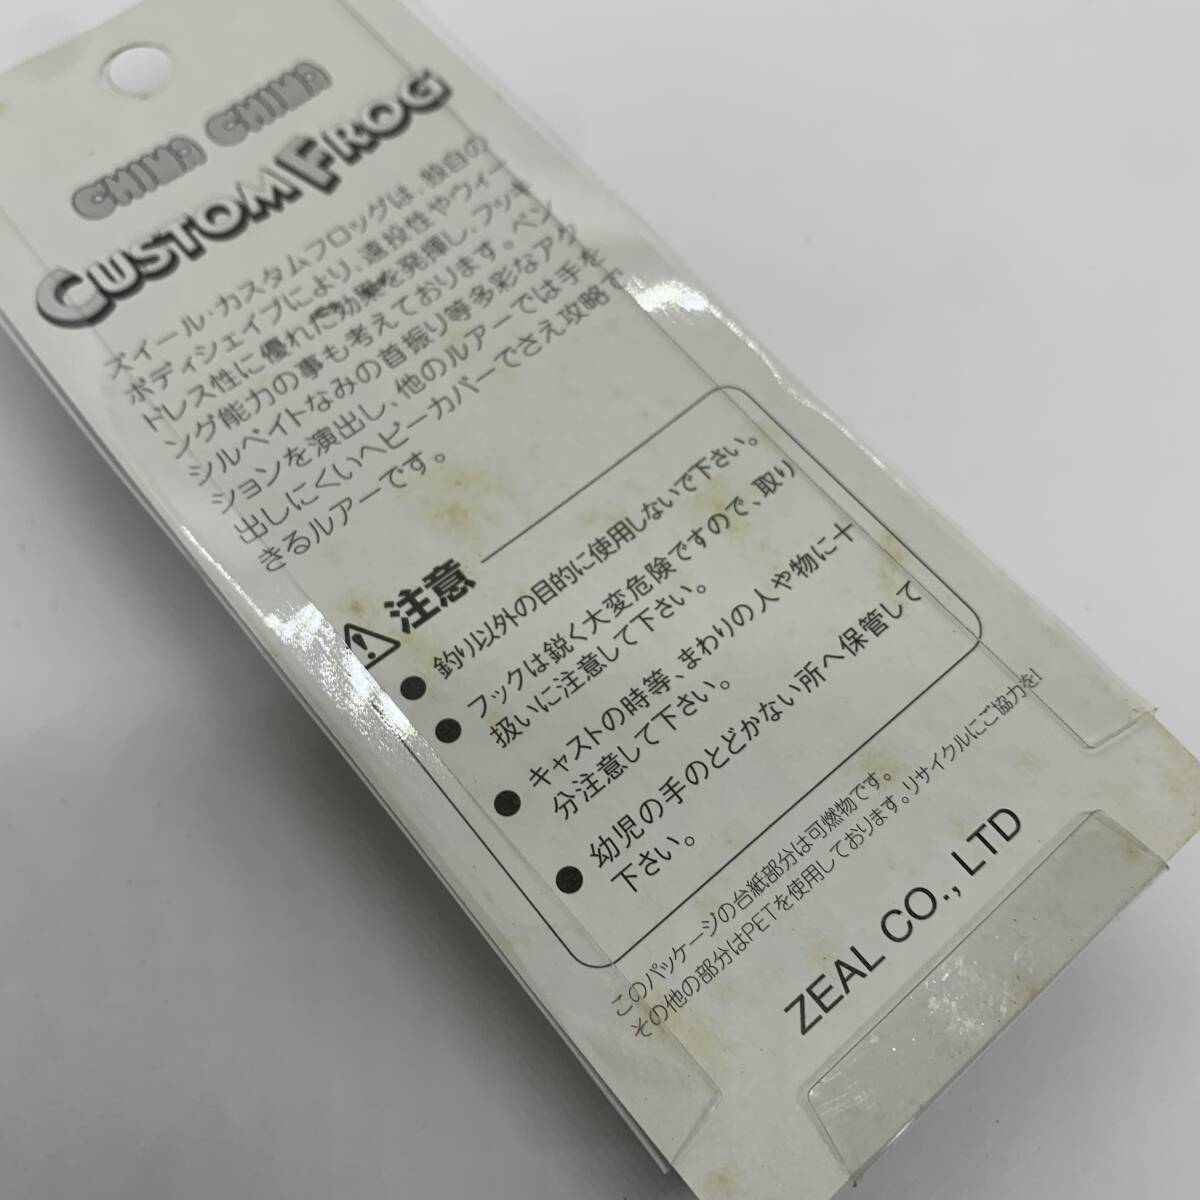 CHIMA CHIMA
CUSTOM FROG
ズイール・カスタムフロッグは、独自の
ボディシェイプにより、遠投性やウィー
ドレス性に優れた効果を発揮し、フッキ
ング能力の事も考えております。ペン
シルベイトなみの首振り等多彩なアク
ションを演出し、他のルアーでは手を
出しにくいヘビーカバーでさえ攻略で
きるルアーです。
注意
● 釣り以外の目的に使用しないで下さい。
● フックは鋭く大変危険ですので、取り
扱いに注意して下さい。
● キャストの時等、まわりの人や物に十
分注意して下さい。
● 幼児の手のとどかない所へ保管して
下さい。
このパッケージの台紙部分は可燃物です。
その他の部分はPETを使用しております。リサイクルにご協力を!
ZEAL CO., LTD